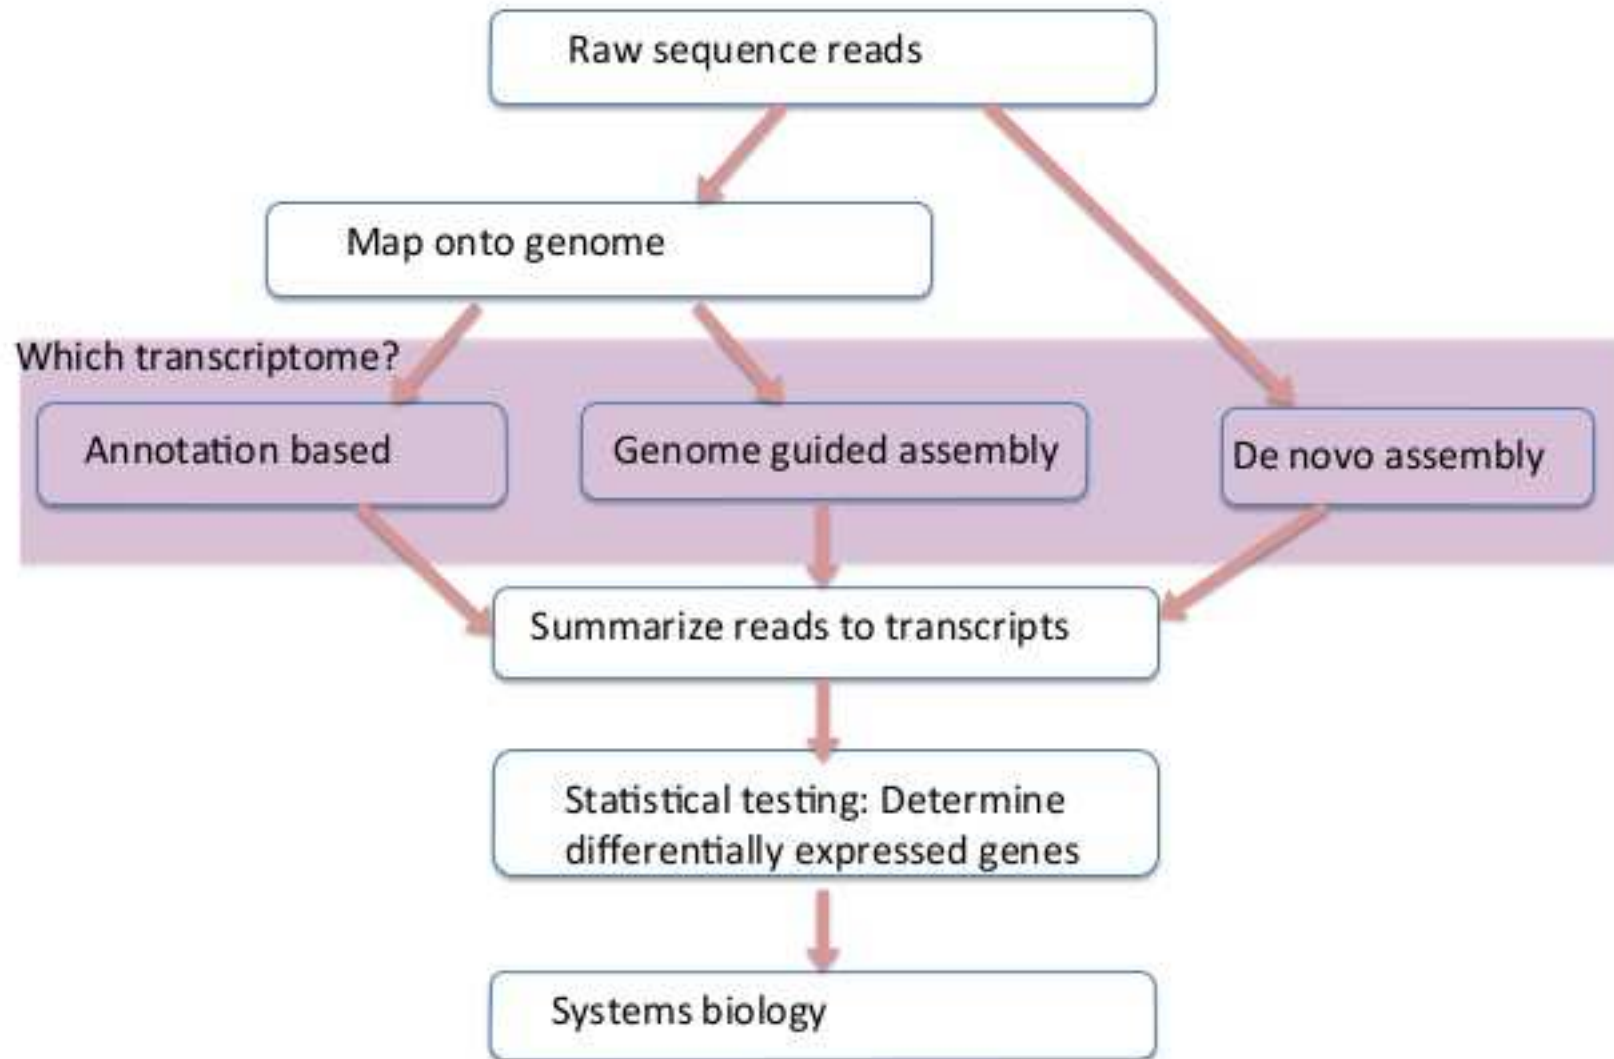 Raw sequence reads
Map onto genome
Which transcriptome?
Annotation based
Genome guided assembly
De novo assembly
Summarize reads to transcripts
Statistical testing: Determine
differentially expressed genes
Systems biology